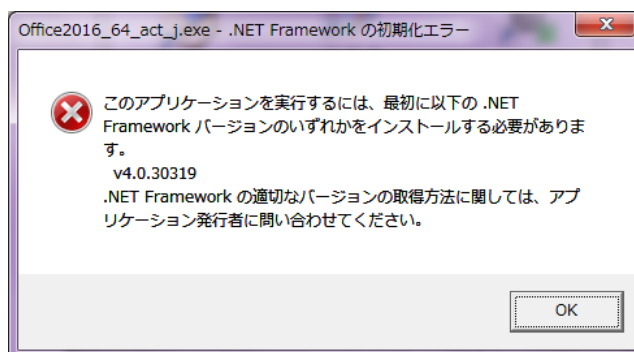 Office2016_64_act_j.exe - .NET Framework の初期化エラー
このアプリケーションを実行するには、最初に以下の .NET
Framework バージョンのいずれかをインストールする必要がありま
す。
v4.0.30319
.NET Framework の適切なバージョンの取得方法に関しては、アプ
リケーション発行者に問い合わせてください。
OK